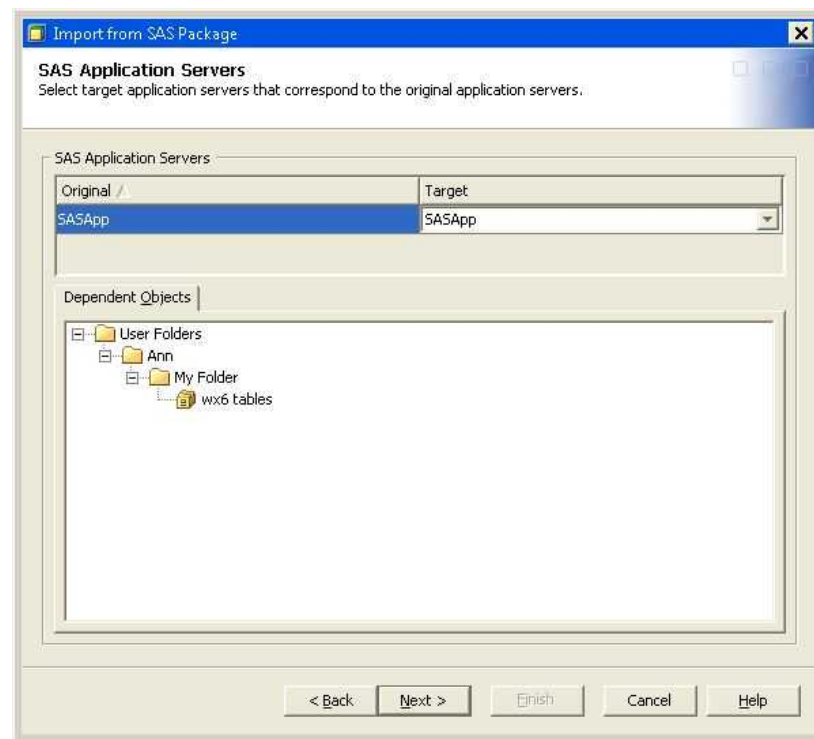 Import from SAS Package
SAS Application Servers
Select target application servers that correspond to the original application servers.
SAS Application Servers
Original Target
SASApp SASApp
Dependent Objects
User Folders
Ann
My Folder
wx6 tables
< Back Next > Finish Cancel Help